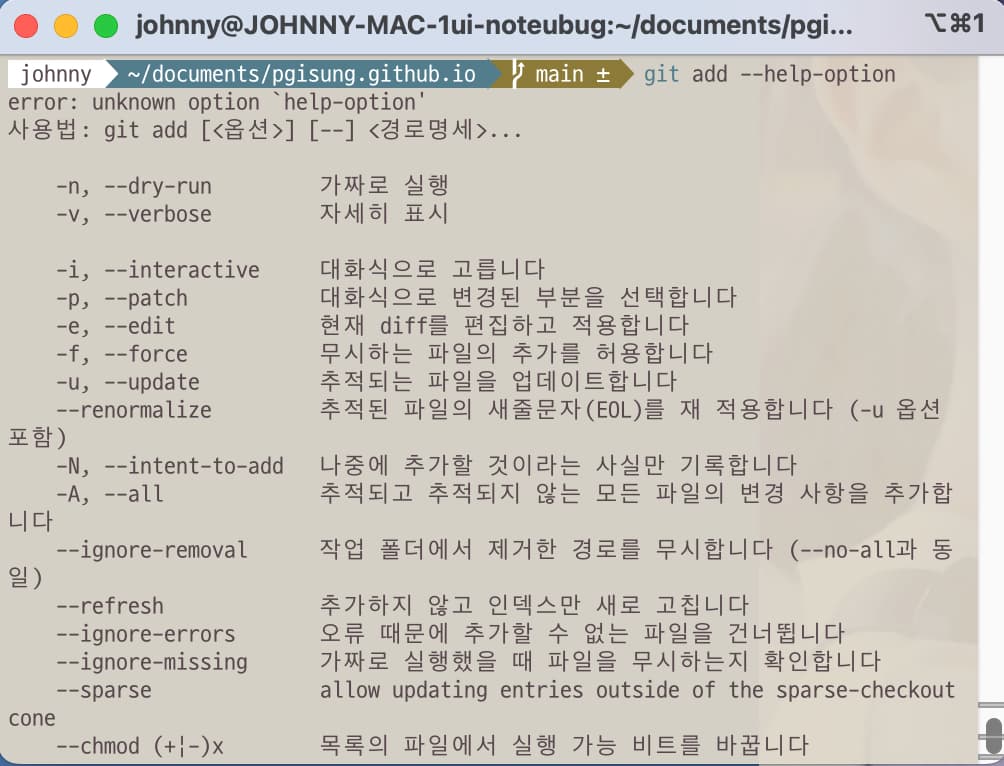 johnny@JOHNNY-MAC-1ui-noteubug:~/documents/pgi... ⌥⌘1
johnny ~/documents/pgisung.github.io main ± git add --help-option
error: unknown option `help-option'
사용법: git add [<옵션>] [--] <경로명세>...
-n, --dry-run 가짜로 실행
-v, --verbose 자세히 표시
-i, --interactive 대화식으로 고릅니다
-p, --patch 대화식으로 변경된 부분을 선택합니다
-e, --edit 현재 diff를 편집하고 적용합니다
-f, --force 무시하는 파일의 추가를 허용합니다
-u, --update 추적되는 파일을 업데이트합니다
--renormalize 추적된 파일의 새줄문자(EOL)를 재 적용합니다 (-u 옵션
포함)
-N, --intent-to-add 나중에 추가할 것이라는 사실만 기록합니다
-A, --all 추적되고 추적되지 않는 모든 파일의 변경 사항을 추가합
니다
--ignore-removal 작업 폴더에서 제거한 경로를 무시합니다 (--no-all과 동
일)
--refresh 추가하지 않고 인덱스만 새로 고칩니다
--ignore-errors 오류 때문에 추가할 수 없는 파일을 건너뜁니다
--ignore-missing 가짜로 실행했을 때 파일을 무시하는지 확인합니다
--sparse allow updating entries outside of the sparse-checkout
cone
--chmod (+|-)x 목록의 파일에서 실행 가능 비트를 바꿉니다